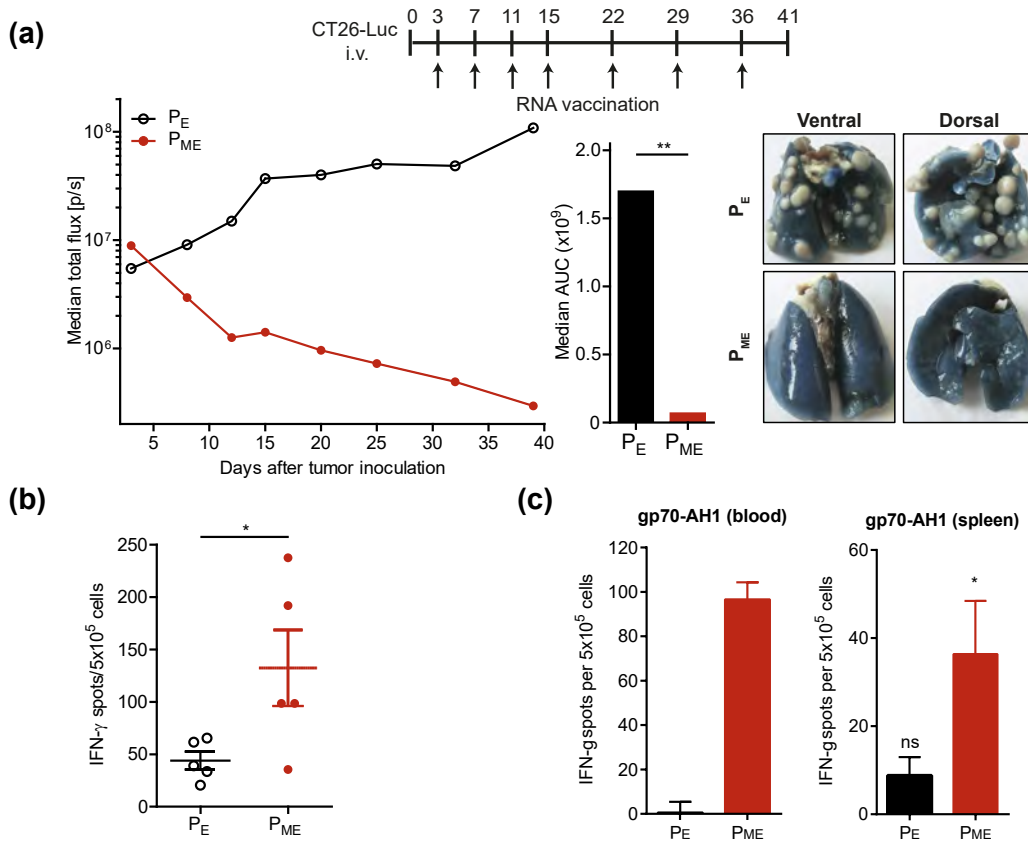 (a)
CT26-Luc
i.v.
0 3 7 11 15 22 29 36 41
RNA vaccination
P_E
P_ME
Median total flux [p/s]
10^8
10^7
10^6
5 10 15 20 25 30 35 40
Days after tumor inoculation
**
Median AUC (x10^9)
2.0
1.5
1.0
0.5
0
P_E P_ME
Ventral Dorsal
P_E
P_ME
(b)
*
IFN-γ spots/5x10^5 cells
250
200
150
100
50
0
P_E P_ME
(c)
gp70-AH1 (blood)
IFN-gspots per 5x10^5 cells
120
100
80
60
40
20
0
PE PME
gp70-AH1 (spleen)
IFN-gspots per 5x10^5 cells
60
40
20
0
ns
*
PE PME